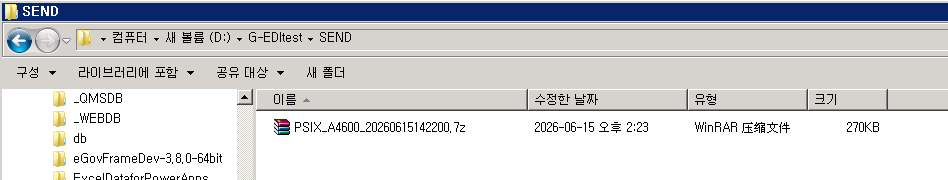 SEND
컴퓨터 새 볼륨 (D:) G-EDItest SEND
구성 라이브러리에 포함 공유 대상 새 폴더
이름 수정한 날짜 유형 크기
_QMSDB
_WEBDB
db
eGovFrameDev-3,8,0-64bit
ExcelDataforPowerApps
PSIX_A4600_20260615142200,7z 2026-06-15 오후 2:23 WinRAR 压缩文件 270KB